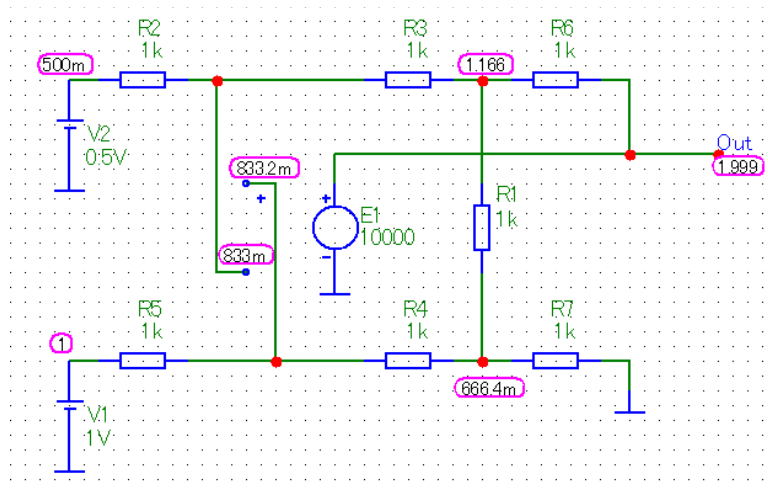 R2
1k
R3
1k
R6
1k
500m
1.166
V2
0.5V
Out
1.999
833.2m
+
+
E1
10000
-
R1
1k
833m
R5
1k
R4
1k
R7
1k
1
666.4m
V1
1V